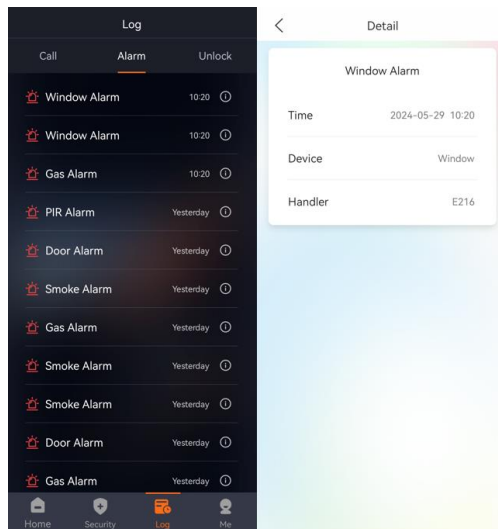 Log
Call Alarm Unlock
Window Alarm 10:20
Window Alarm 10:20
Gas Alarm 10:20
PIR Alarm Yesterday
Door Alarm Yesterday
Smoke Alarm Yesterday
Gas Alarm Yesterday
Smoke Alarm Yesterday
Smoke Alarm Yesterday
Door Alarm Yesterday
Gas Alarm Yesterday
Home Security Log Me
Detail
Window Alarm
Time 2024-05-29 10:20
Device Window
Handler E216